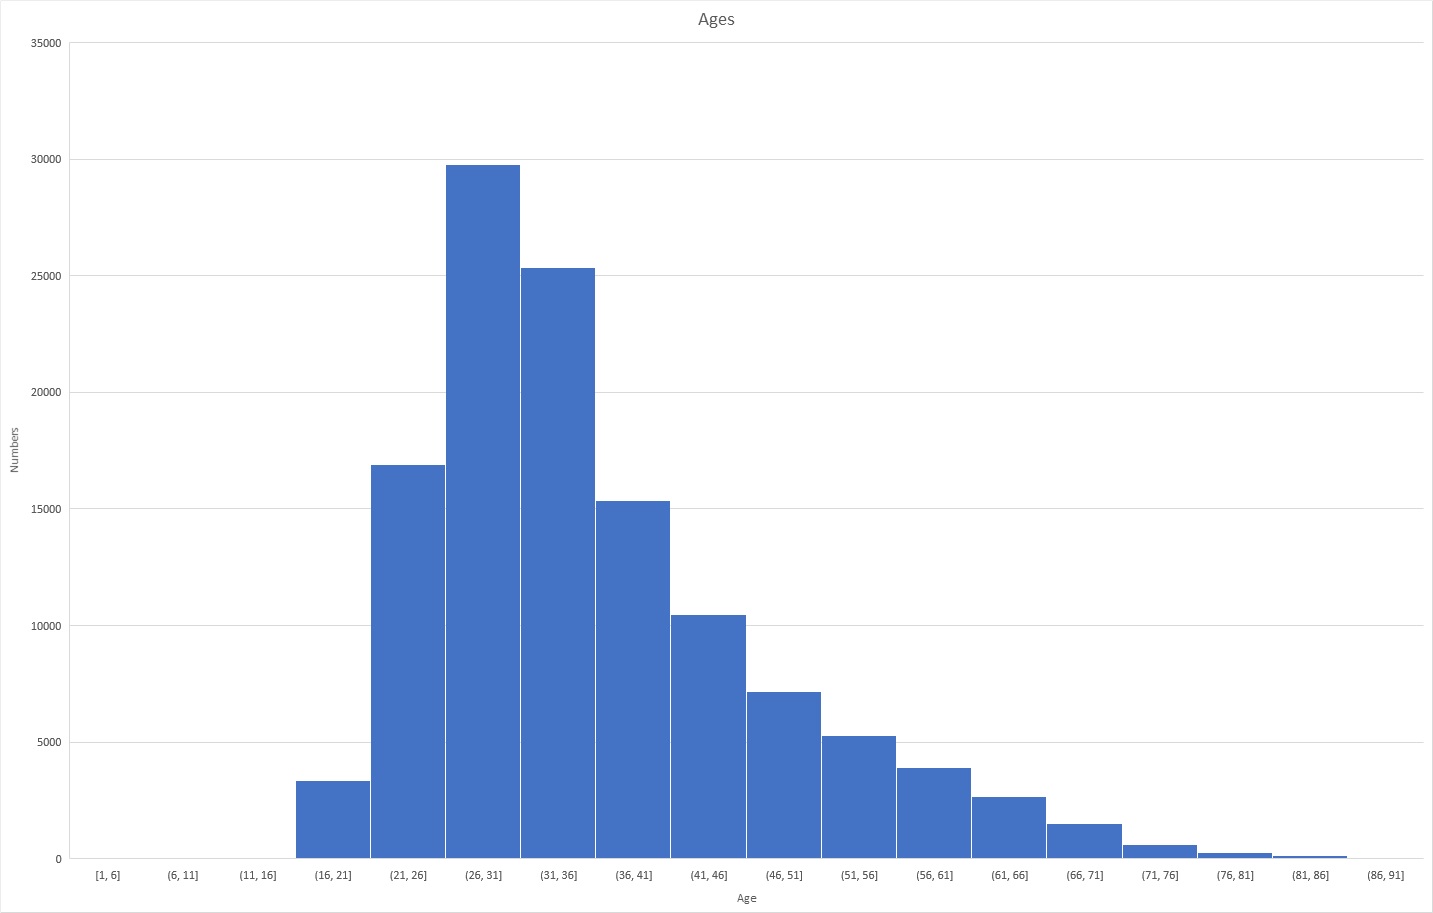 Ages
35000
30000
25000
20000
15000
10000
5000
0
Numbers
[1, 6] (6, 11] (11, 16] (16, 21] (21, 26] (26, 31] (31, 36] (36, 41] (41, 46] (46, 51] (51, 56] (56, 61] (61, 66] (66, 71] (71, 76] (76, 81] (81, 86] (86, 91]
Age